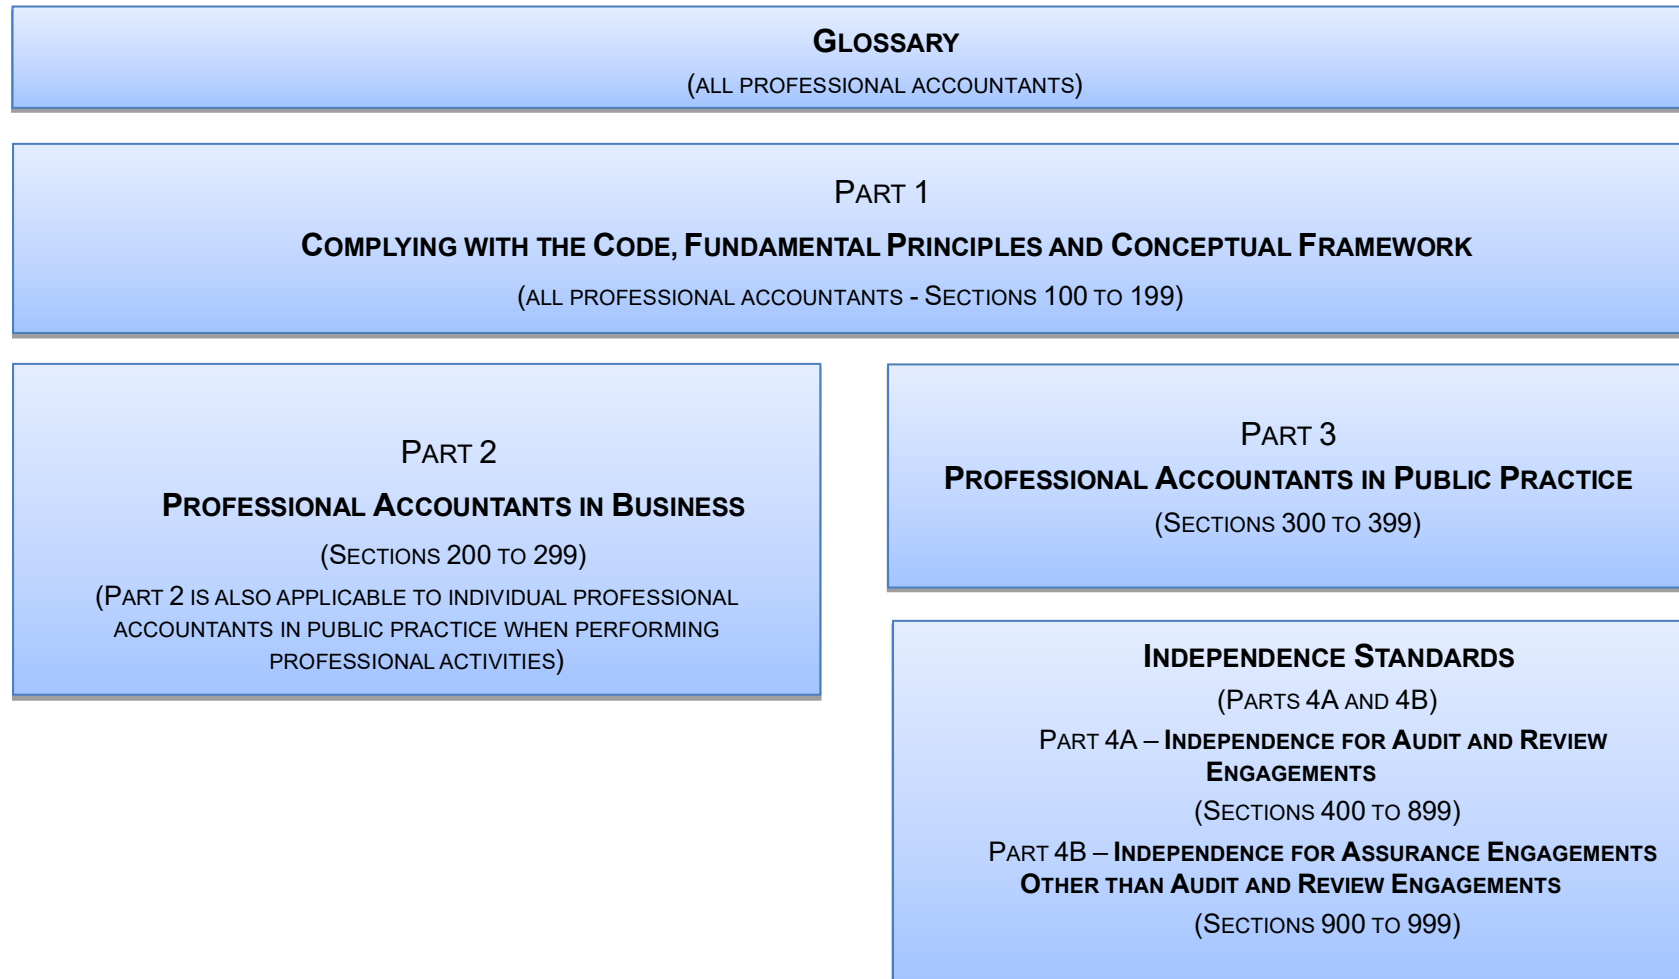 GLOSSARY
(ALL PROFESSIONAL ACCOUNTANTS)
PART 1
COMPLYING WITH THE CODE, FUNDAMENTAL PRINCIPLES AND CONCEPTUAL FRAMEWORK
(ALL PROFESSIONAL ACCOUNTANTS - SECTIONS 100 TO 199)
PART 2
PROFESSIONAL ACCOUNTANTS IN BUSINESS
(SECTIONS 200 TO 299)
(PART 2 IS ALSO APPLICABLE TO INDIVIDUAL PROFESSIONAL
ACCOUNTANTS IN PUBLIC PRACTICE WHEN PERFORMING
PROFESSIONAL ACTIVITIES)
PART 3
PROFESSIONAL ACCOUNTANTS IN PUBLIC PRACTICE
(SECTIONS 300 TO 399)
INDEPENDENCE STANDARDS
(PARTS 4A AND 4B)
PART 4A – INDEPENDENCE FOR AUDIT AND REVIEW
ENGAGEMENTS
(SECTIONS 400 TO 899)
PART 4B – INDEPENDENCE FOR ASSURANCE ENGAGEMENTS
OTHER THAN AUDIT AND REVIEW ENGAGEMENTS
(SECTIONS 900 TO 999)